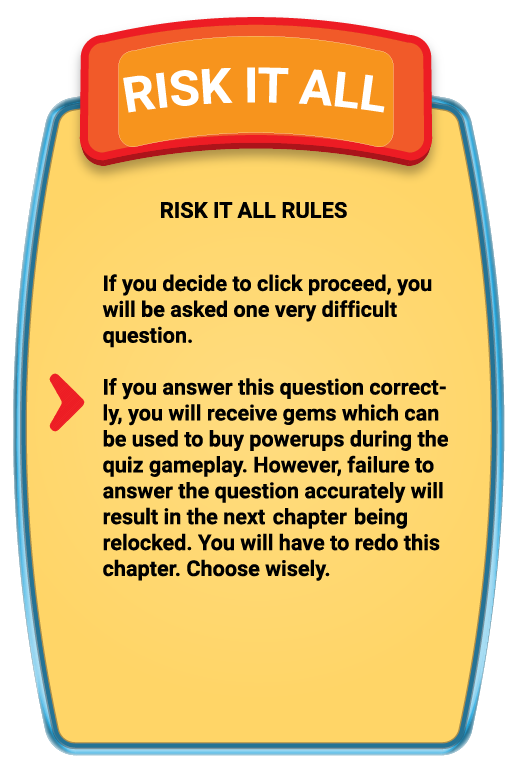 RISK IT ALL
RISK IT ALL RULES
If you decide to click proceed, you
will be asked one very difficult
question.
If you answer this question correct-
ly, you will receive gems which can
be used to buy powerups during the
quiz gameplay. However, failure to
answer the question accurately will
result in the next chapter being
relocked. You will have to redo this
chapter. Choose wisely.